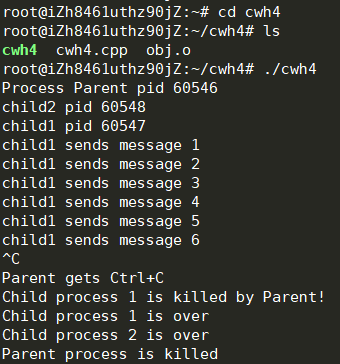 root@iZh8461uthz90jZ:~# cd cwh4
root@iZh8461uthz90jZ:~/cwh4# ls
cwh4  cwh4.cpp  obj.o
root@iZh8461uthz90jZ:~/cwh4# ./cwh4
Process Parent pid 60546
child2 pid 60548
child1 pid 60547
child1 sends message 1
child1 sends message 2
child1 sends message 3
child1 sends message 4
child1 sends message 5
child1 sends message 6
^C
Parent gets Ctrl+C
Child process 1 is killed by Parent!
Child process 1 is over
Child process 2 is over
Parent process is killed